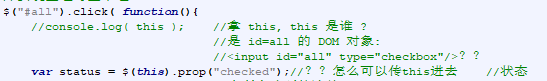 $("#all").click( function(){
//console.log( this ); //拿 this, this 是谁 ?
//是 id=all 的 DOM 对象:
//<input id="all" type="checkbox"/>? ?
var status = $(this).prop("checked");//? ? 怎么可以传this进去 //状态